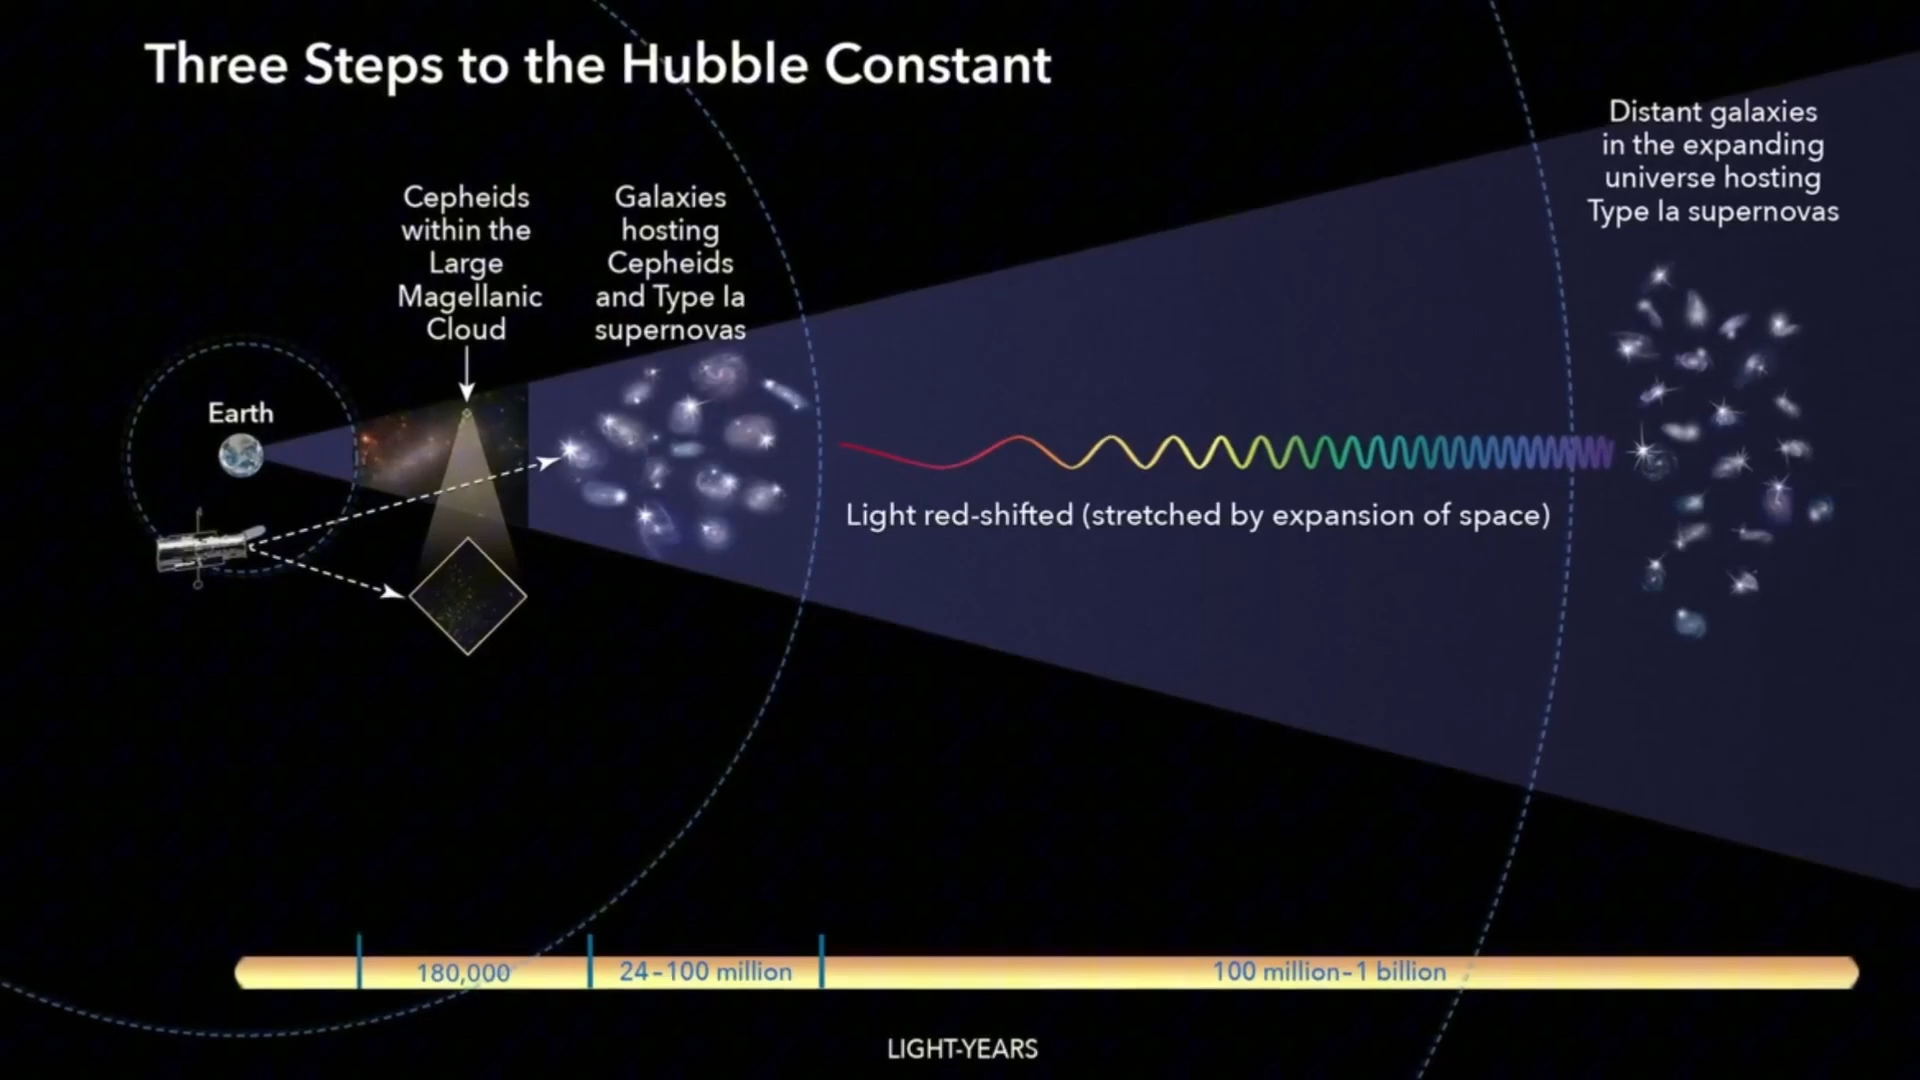 Three Steps to the Hubble Constant
Distant galaxies
in the expanding
universe hosting
Type Ia supernovas
Cepheids
within the
Large
Magellanic
Cloud
Galaxies
hosting
Cepheids
and Type Ia
supernovas
Earth
Light red-shifted (stretched by expansion of space)
180,000
24–100 million
100 million–1 billion
LIGHT-YEARS